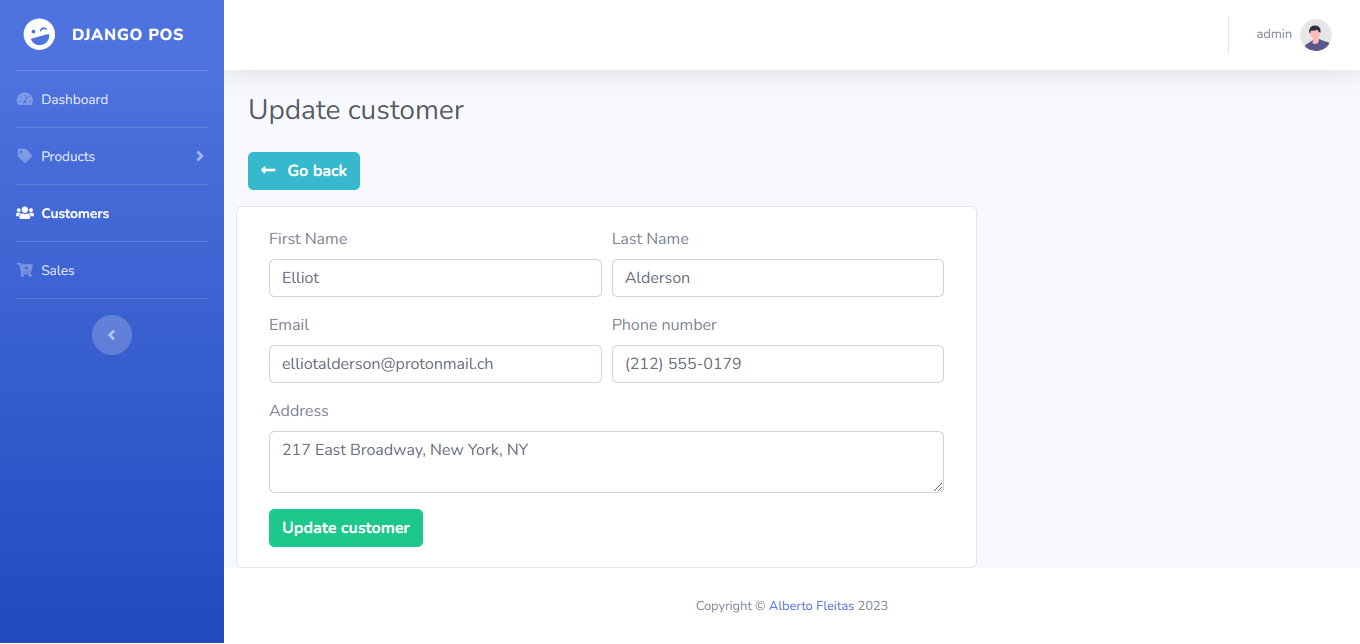 DJANGO POS
admin
Dashboard
Products
Customers
Sales
Update customer
Go back
First Name
Last Name
Elliot
Alderson
Email
Phone number
elliotalderson@protonmail.ch
(212) 555-0179
Address
217 East Broadway, New York, NY
Update customer
Copyright © Alberto Fleitas 2023